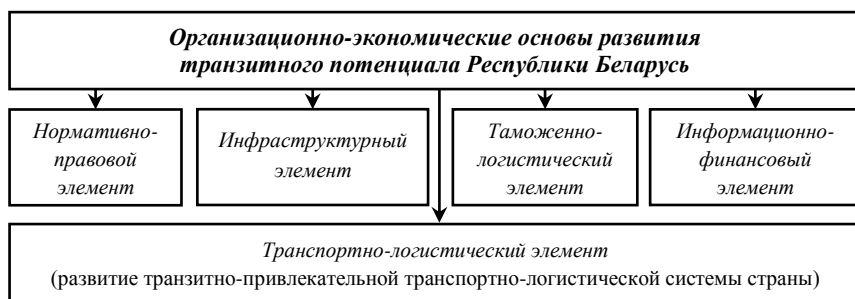 Организационно-экономические основы развития
транзитного потенциала Республики Беларусь
Нормативно-
правовой
элемент
Инфраструктурный
элемент
Таможенно-
логистический
элемент
Информационно-
финансовый
элемент
Транспортно-логистический элемент
(развитие транзитно-привлекательной транспортно-логистической системы страны)